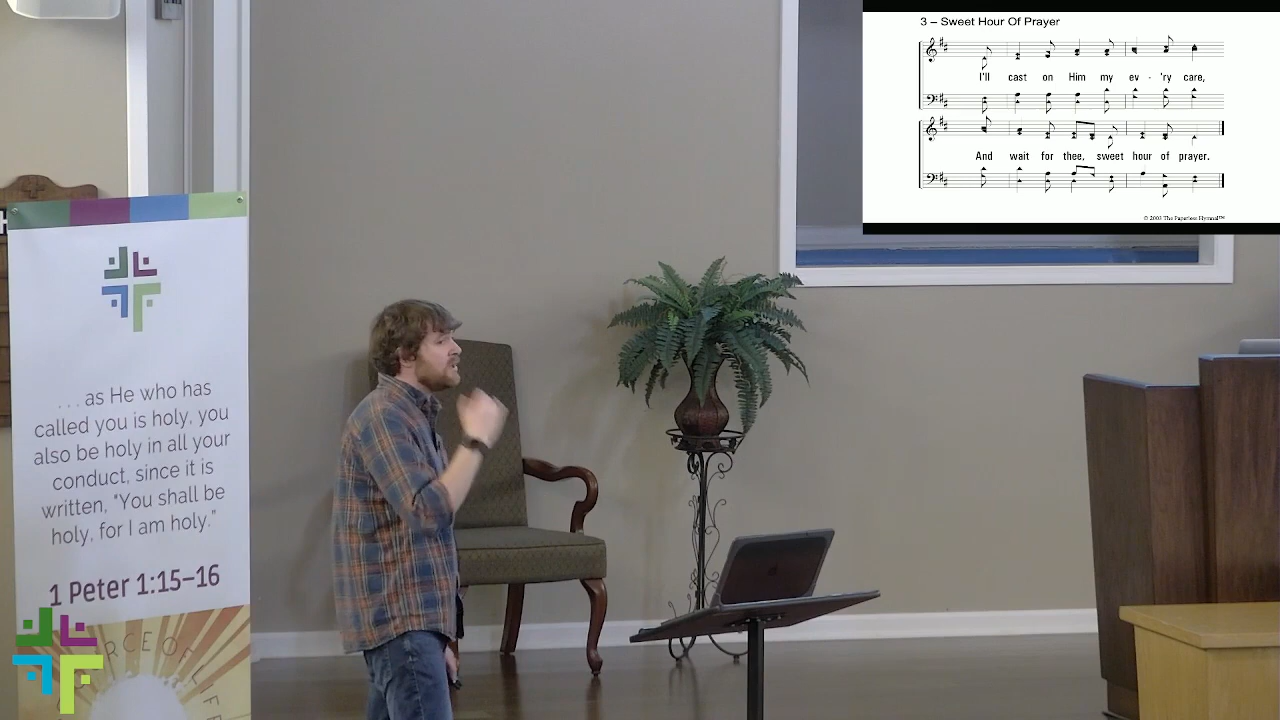 3 – Sweet Hour Of Prayer
I'll cast on Him my ev - 'ry care,
And wait for thee, sweet hour of prayer.
© 2003 The Paperless Hymnal™
. . . as He who has
called you is holy, you
also be holy in all your
conduct, since it is
written, "You shall be
holy, for I am holy."
1 Peter 1:15–16
RCE OF LIFE